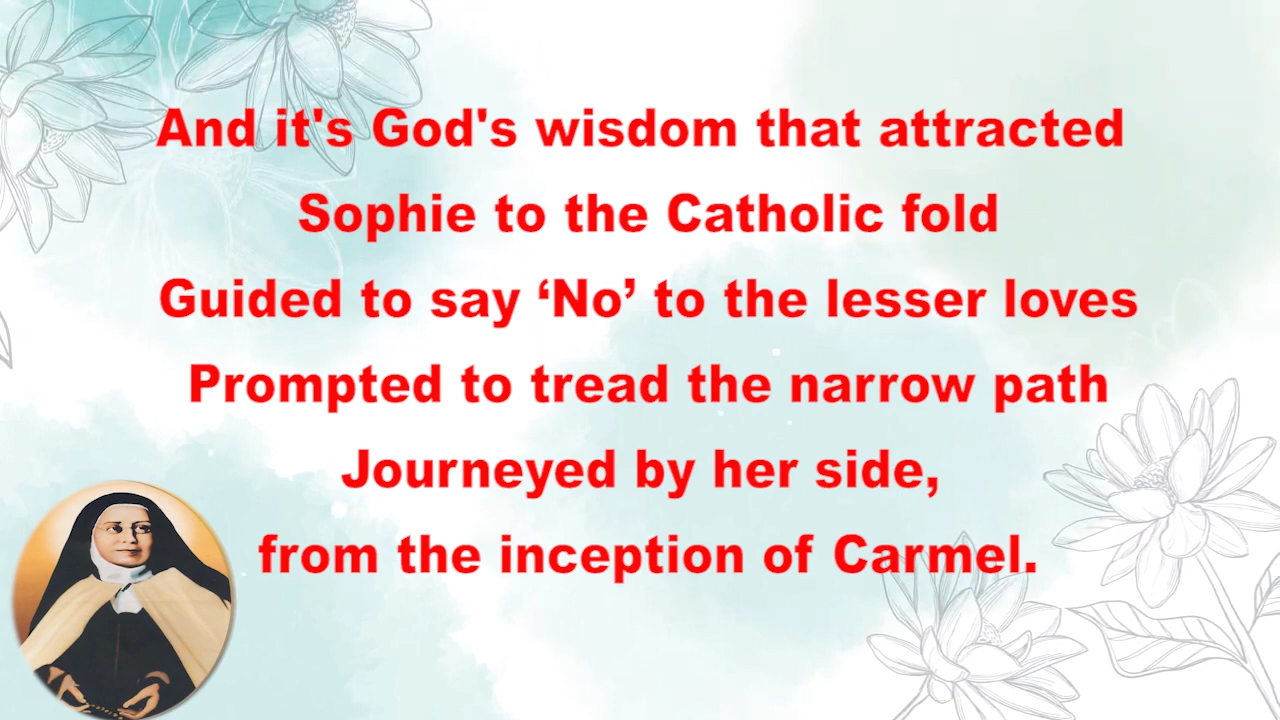 And it's God's wisdom that attracted
Sophie to the Catholic fold
Guided to say ‘No’ to the lesser loves
Prompted to tread the narrow path
Journeyed by her side,
from the inception of Carmel.